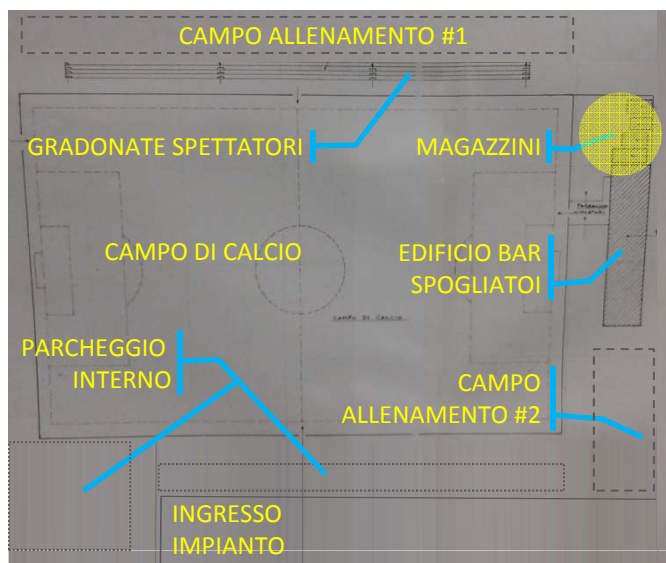 CAMPO ALLENAMENTO #1
GRADONATE SPETTATORI
MAGAZZINI
CAMPO DI CALCIO
EDIFICIO BAR
SPOGLIATOI
CAMPO DI CALCIO
PARCHEGGIO
INTERNO
CAMPO
ALLENAMENTO #2
INGRESSO
IMPIANTO